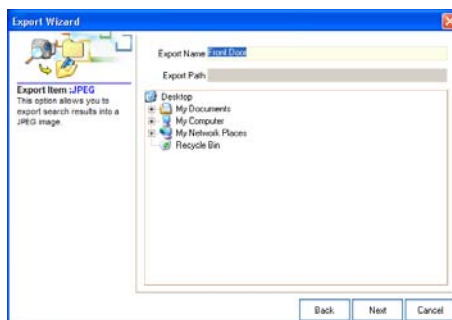 Export Wizard
Export Name Front Door
Export Path
Export Item :JPEG
This option allows you to
export search results into a
JPEG image.
Desktop
My Documents
My Computer
My Network Places
Recycle Bin
Back Next Cancel